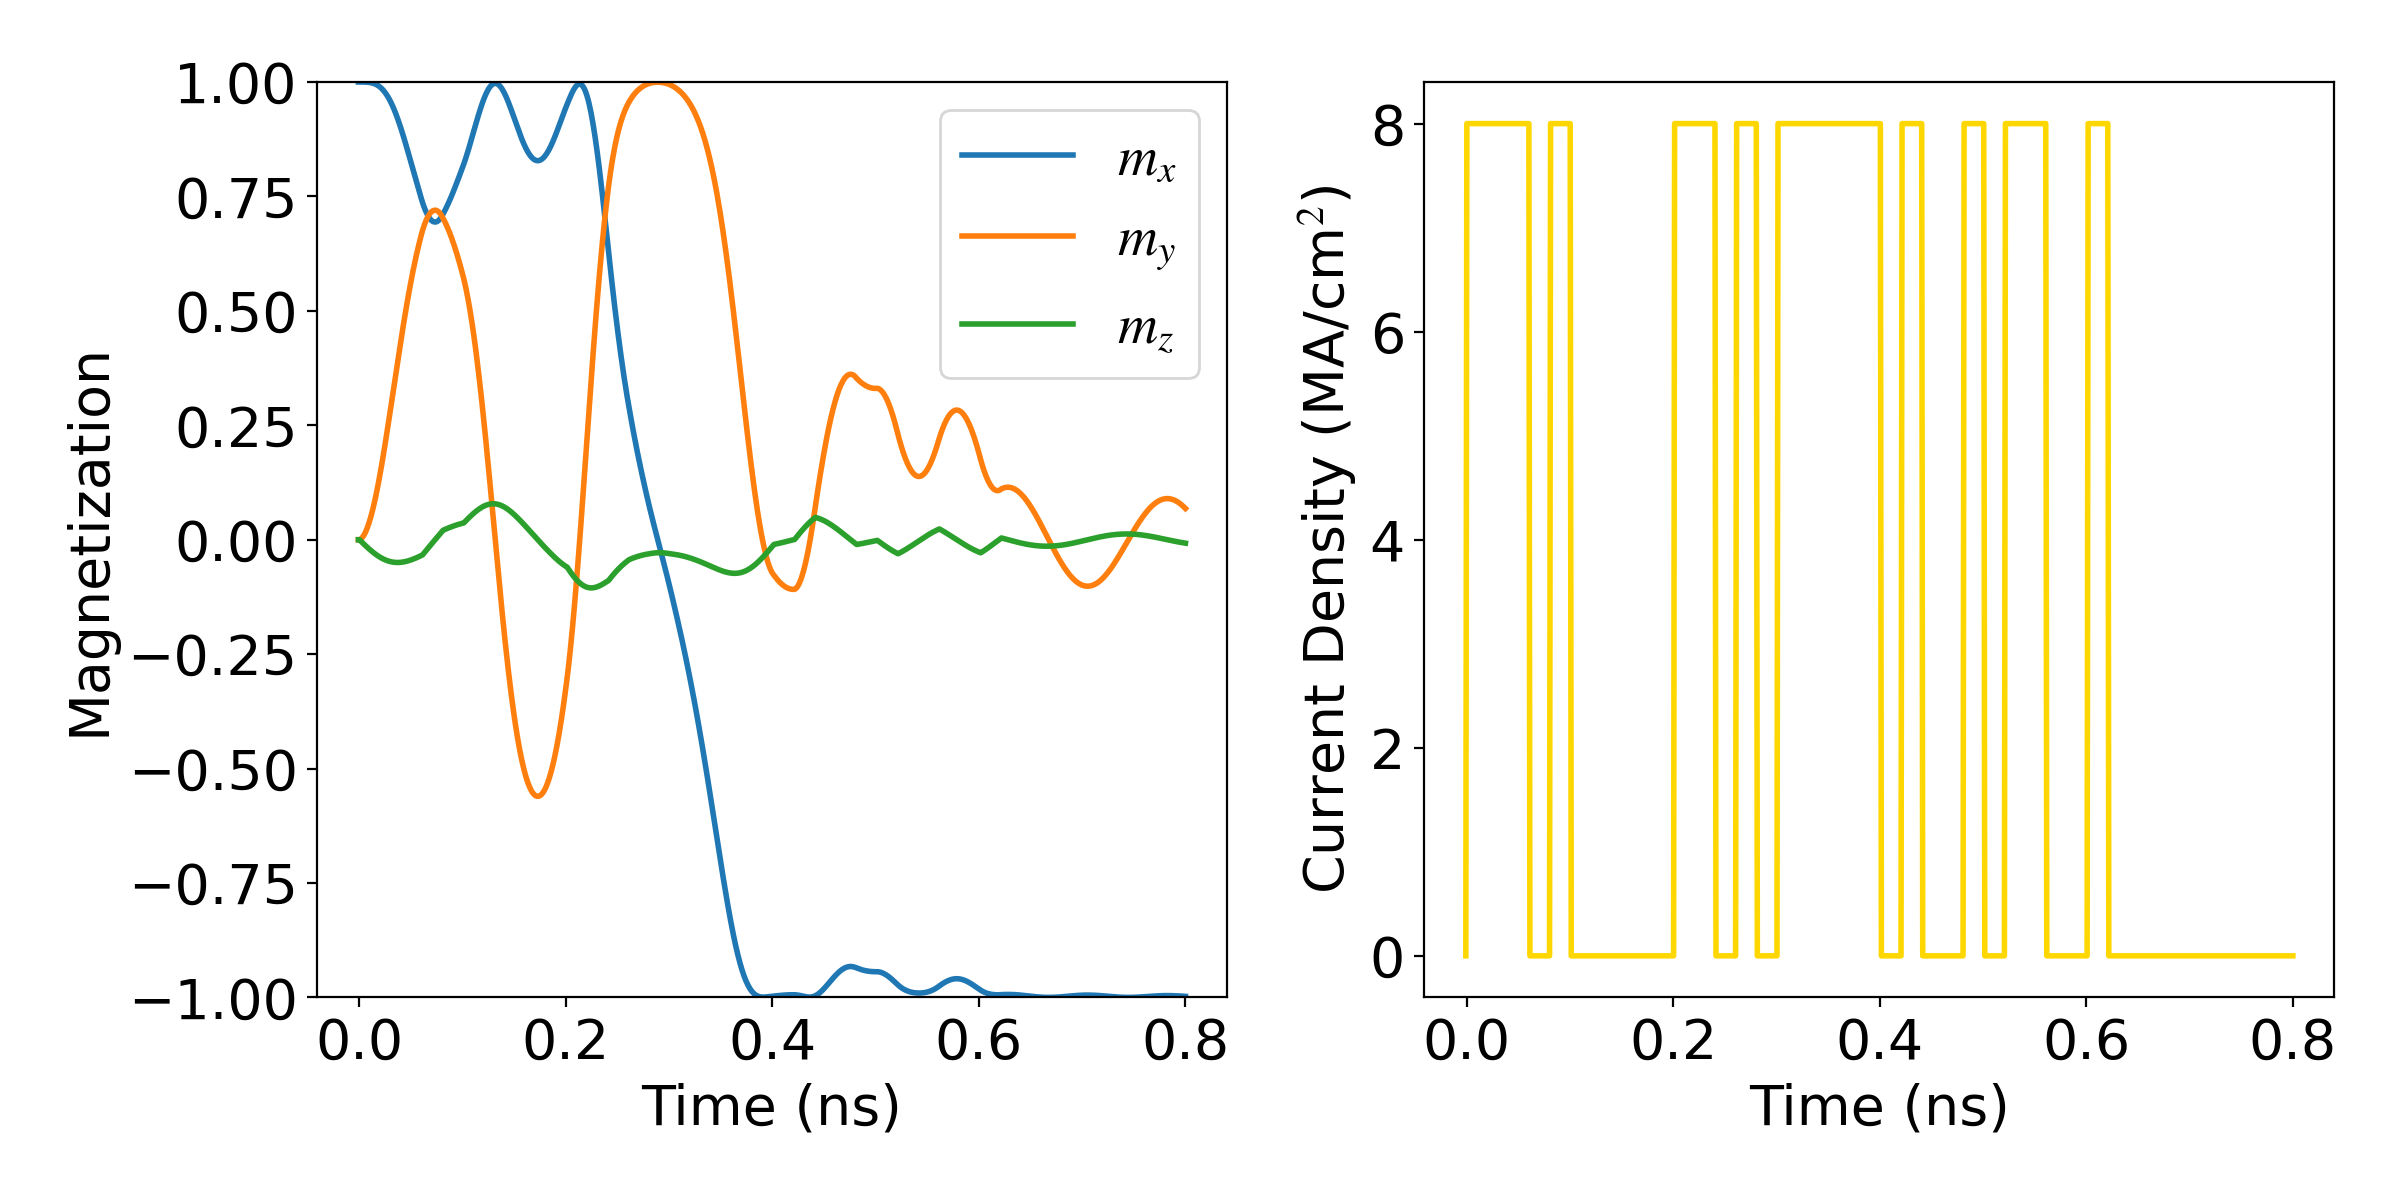 Magnetization
1.00
0.75
0.50
0.25
0.00
−0.25
−0.50
−0.75
−1.00
0.0 0.2 0.4 0.6 0.8
Time (ns)
mₓ
m_y
m_z
Current Density (MA/cm²)
8
6
4
2
0
0.0 0.2 0.4 0.6 0.8
Time (ns)